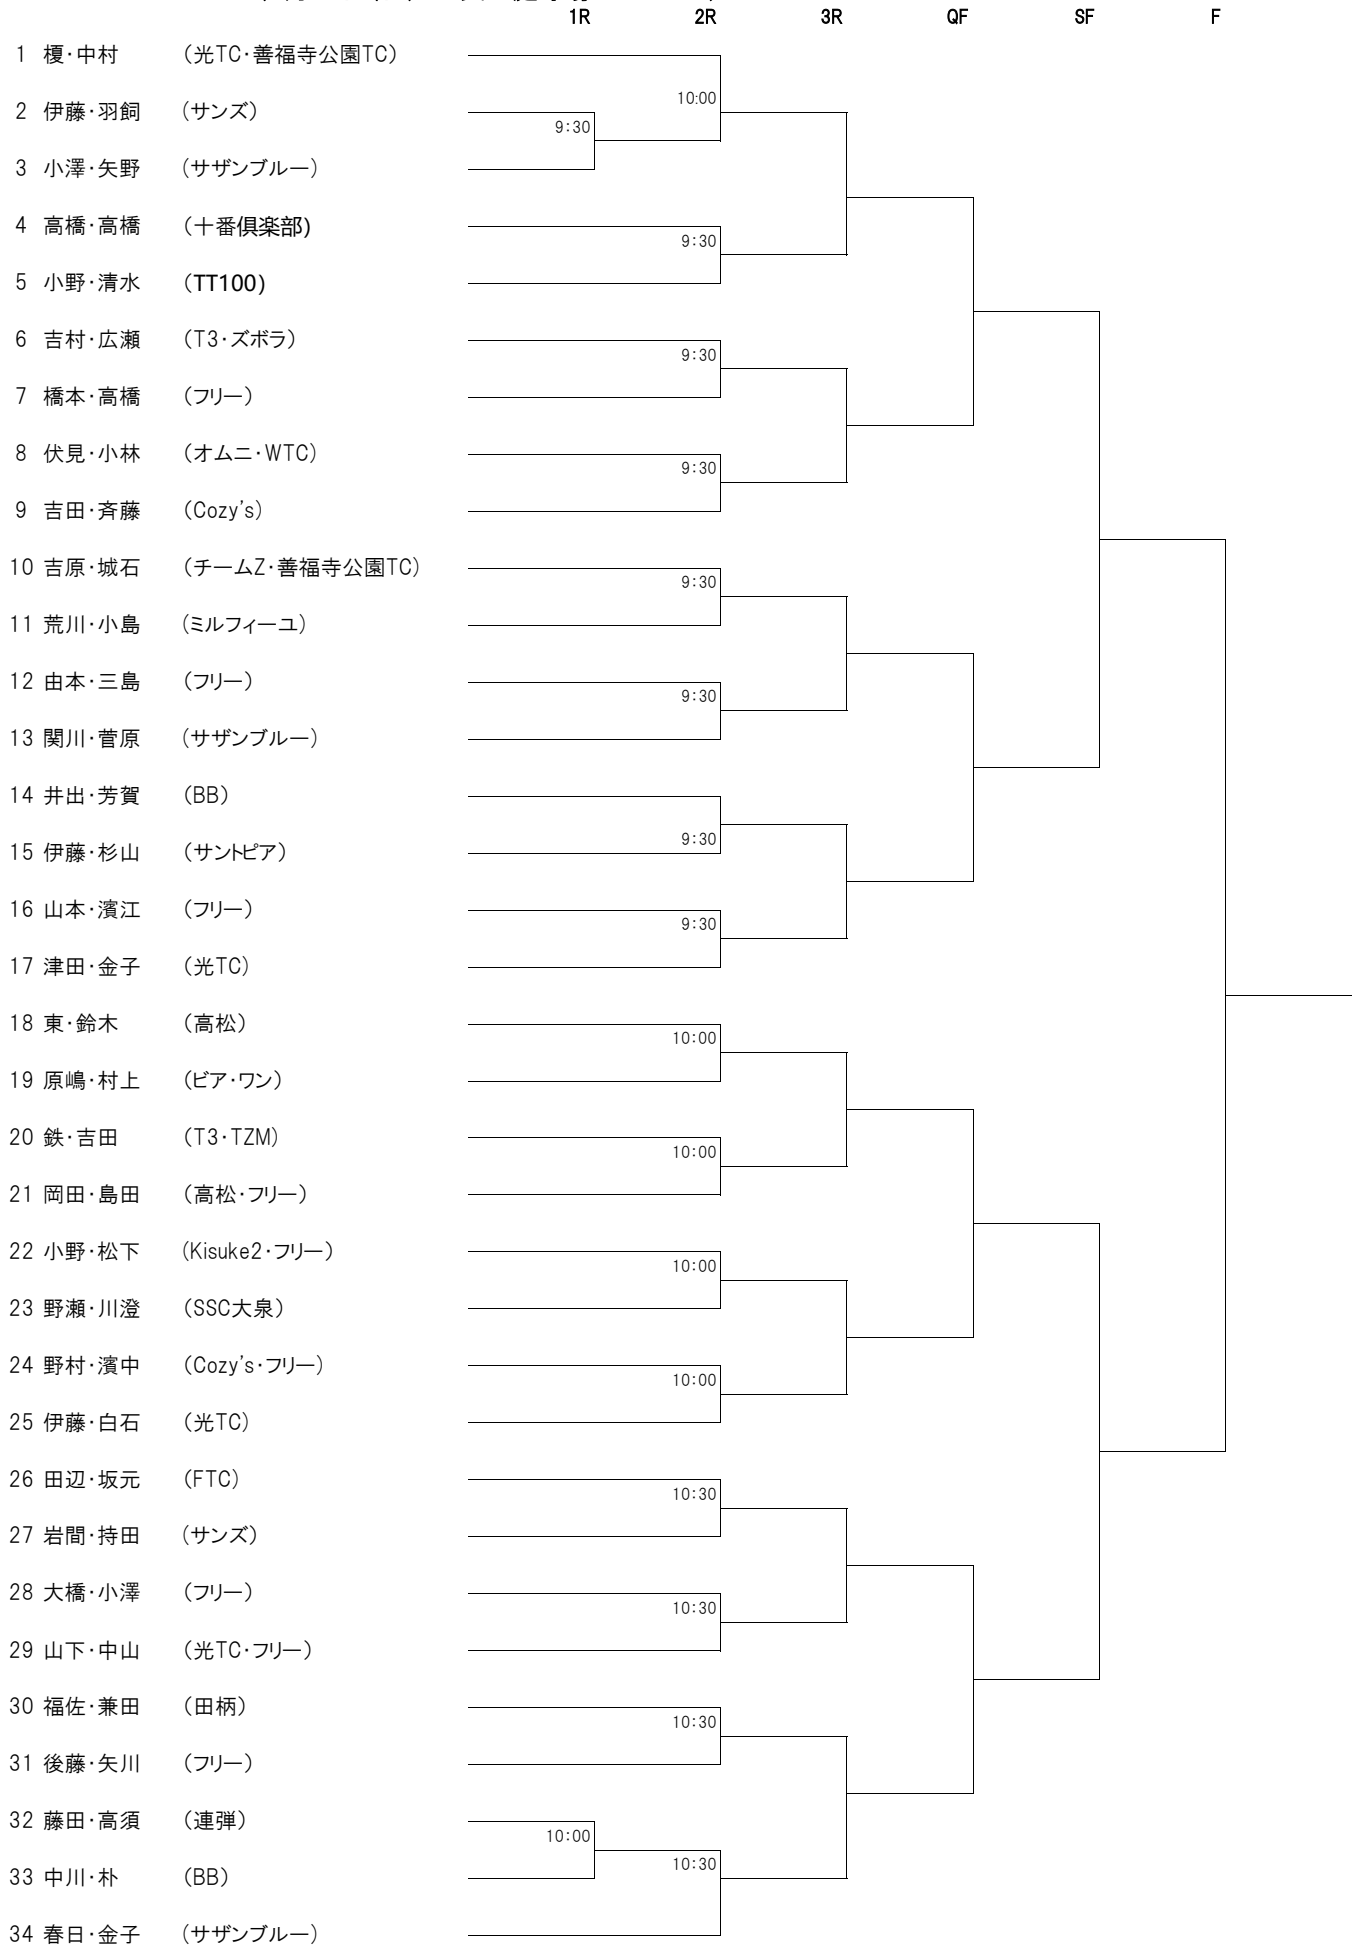 1R 2R 3R QF SF F
1 榎・中村 (光TC・善福寺公園TC)
10:00
2 伊藤・羽飼 (サンズ)
9:30
3 小澤・矢野 (サザンブルー)
4 高橋・高橋 (十番倶楽部)
9:30
5 小野・清水 (TT100)
6 吉村・広瀬 (T3・ズボラ)
9:30
7 橋本・高橋 (フリー)
8 伏見・小林 (オムニ・WTC)
9:30
9 吉田・斉藤 (Cozy's)
10 吉原・城石 (チームZ・善福寺公園TC)
9:30
11 荒川・小島 (ミルフィーユ)
12 由本・三島 (フリー)
9:30
13 関川・菅原 (サザンブルー)
14 井出・芳賀 (BB)
9:30
15 伊藤・杉山 (サントピア)
16 山本・濱江 (フリー)
9:30
17 津田・金子 (光TC)
18 東・鈴木 (高松)
10:00
19 原嶋・村上 (ビア・ワン)
20 鉄・吉田 (T3・TZM)
10:00
21 岡田・島田 (高松・フリー)
22 小野・松下 (Kisuke2・フリー)
10:00
23 野瀬・川澄 (SSC大泉)
24 野村・濱中 (Cozy's・フリー)
10:00
25 伊藤・白石 (光TC)
26 田辺・坂元 (FTC)
10:30
27 岩間・持田 (サンズ)
28 大橋・小澤 (フリー)
10:30
29 山下・中山 (光TC・フリー)
30 福佐・兼田 (田柄)
10:30
31 後藤・矢川 (フリー)
32 藤田・高須 (連弾)
10:00
10:30
33 中川・朴 (BB)
34 春日・金子 (サザンブルー)